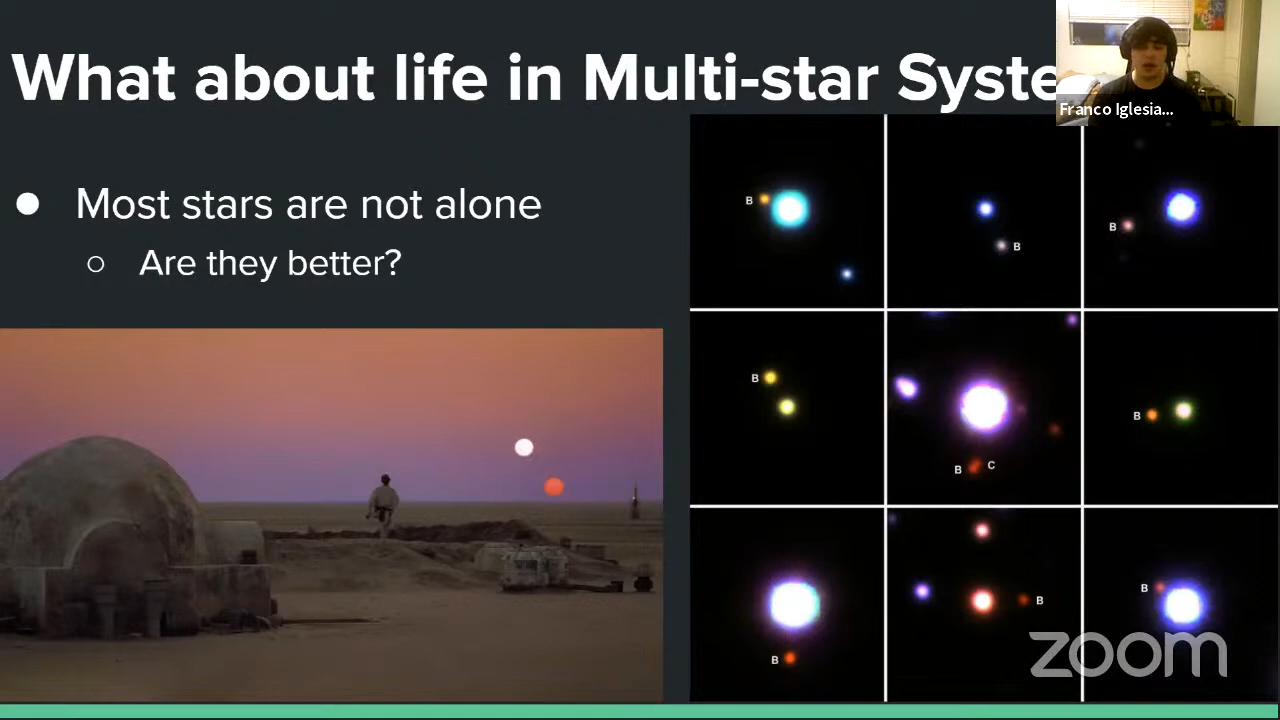 What about life in Multi-star Syste
Franco Iglesia...
● Most stars are not alone
○ Are they better?
B
B
B
B
B C
B
B
B
B
zoom